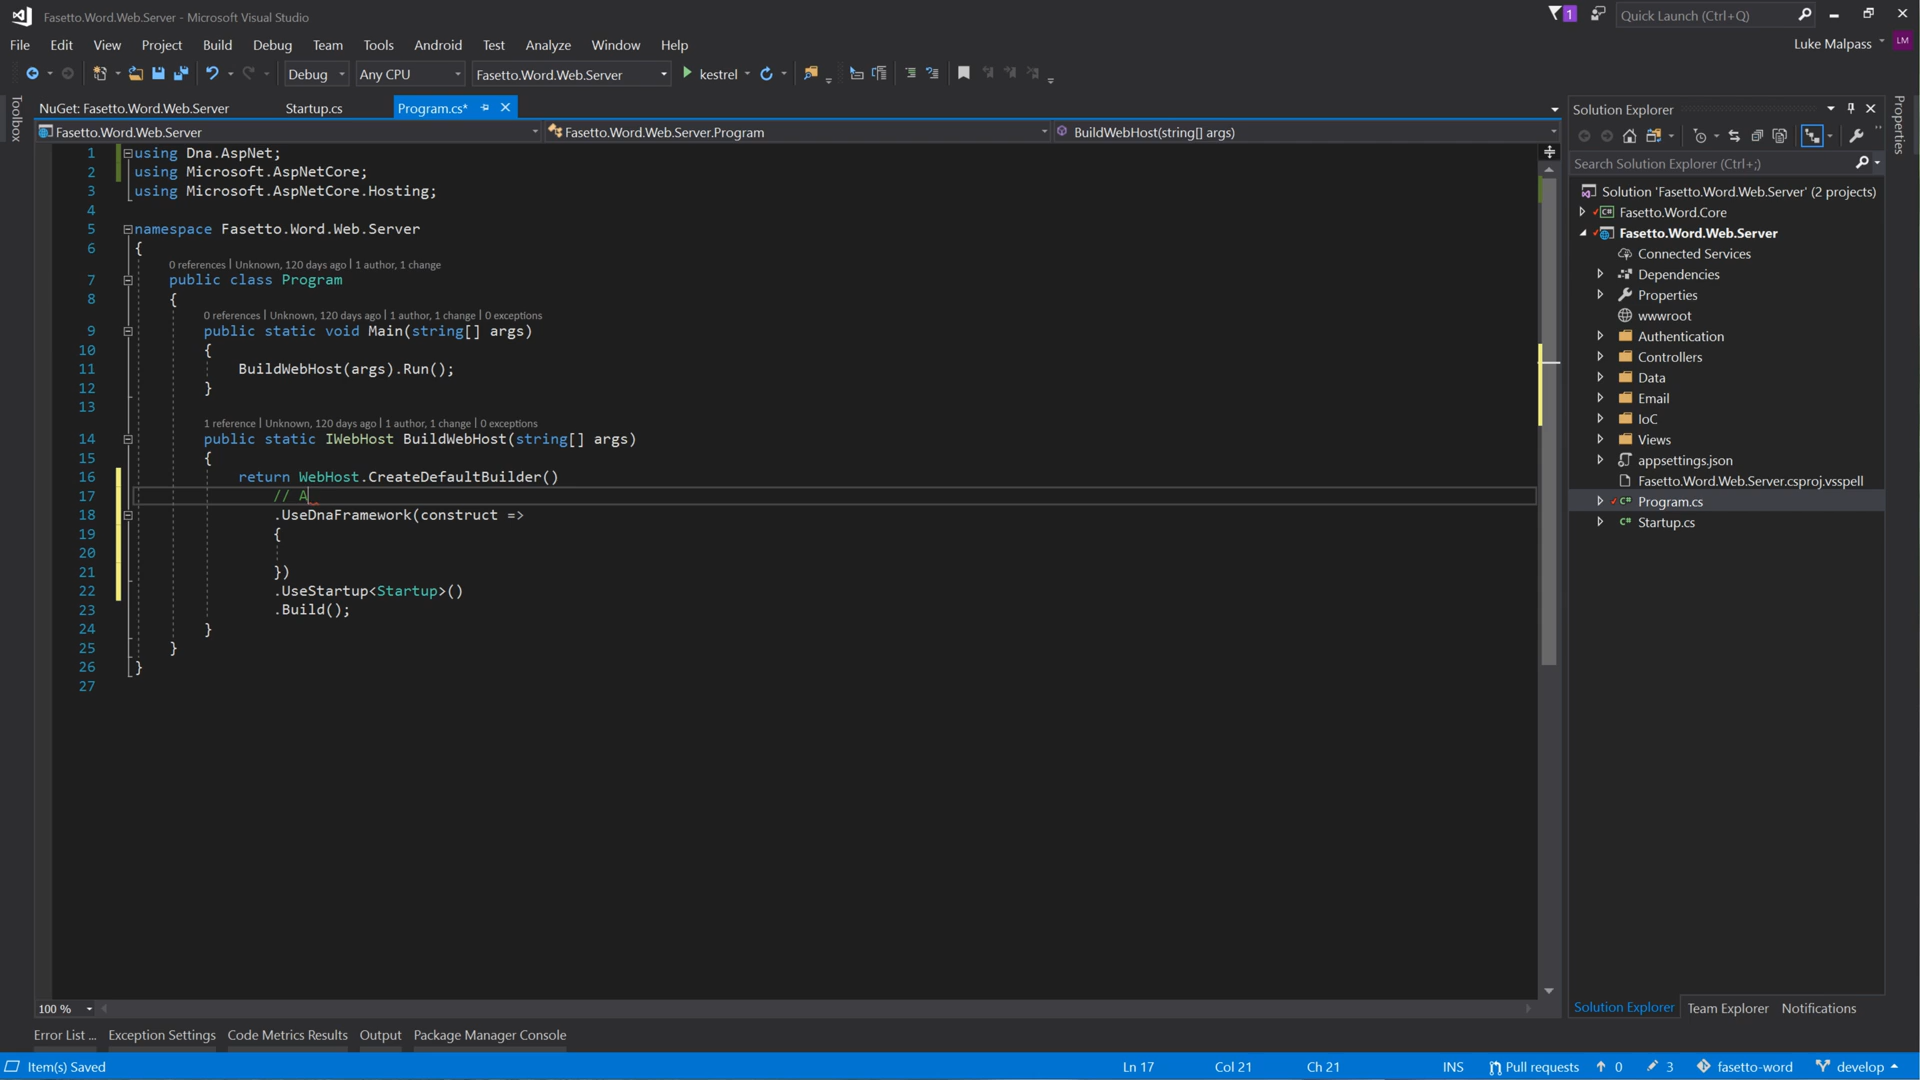 Fasetto.Word.Web.Server - Microsoft Visual Studio
1
Quick Launch (Ctrl+Q)
File Edit View Project Build Debug Team Tools Android Test Analyze Window Help
Luke Malpass LM
Debug Any CPU Fasetto.Word.Web.Server kestrel
Toolbox
NuGet: Fasetto.Word.Web.Server Startup.cs Program.cs*
Fasetto.Word.Web.Server Fasetto.Word.Web.Server.Program BuildWebHost(string[] args)
1 using Dna.AspNet;
2 using Microsoft.AspNetCore;
3 using Microsoft.AspNetCore.Hosting;
4
5 namespace Fasetto.Word.Web.Server
6 {
0 references | Unknown, 120 days ago | 1 author, 1 change
7 public class Program
8 {
0 references | Unknown, 120 days ago | 1 author, 1 change | 0 exceptions
9 public static void Main(string[] args)
10 {
11 BuildWebHost(args).Run();
12 }
13
1 reference | Unknown, 120 days ago | 1 author, 1 change | 0 exceptions
14 public static IWebHost BuildWebHost(string[] args)
15 {
16 return WebHost.CreateDefaultBuilder()
17 // A
18 .UseDnaFramework(construct =>
19 {
20
21 })
22 .UseStartup<Startup>()
23 .Build();
24 }
25 }
26 }
27
100 %
Solution Explorer
Search Solution Explorer (Ctrl+;)
Solution 'Fasetto.Word.Web.Server' (2 projects)
C# Fasetto.Word.Core
Fasetto.Word.Web.Server
Connected Services
Dependencies
Properties
wwwroot
Authentication
Controllers
Data
Email
IoC
Views
appsettings.json
Fasetto.Word.Web.Server.csproj.vsspell
C# Program.cs
C# Startup.cs
Solution Explorer Team Explorer Notifications
Properties
Error List ... Exception Settings Code Metrics Results Output Package Manager Console
Item(s) Saved Ln 17 Col 21 Ch 21 INS Pull requests 0 3 fasetto-word develop